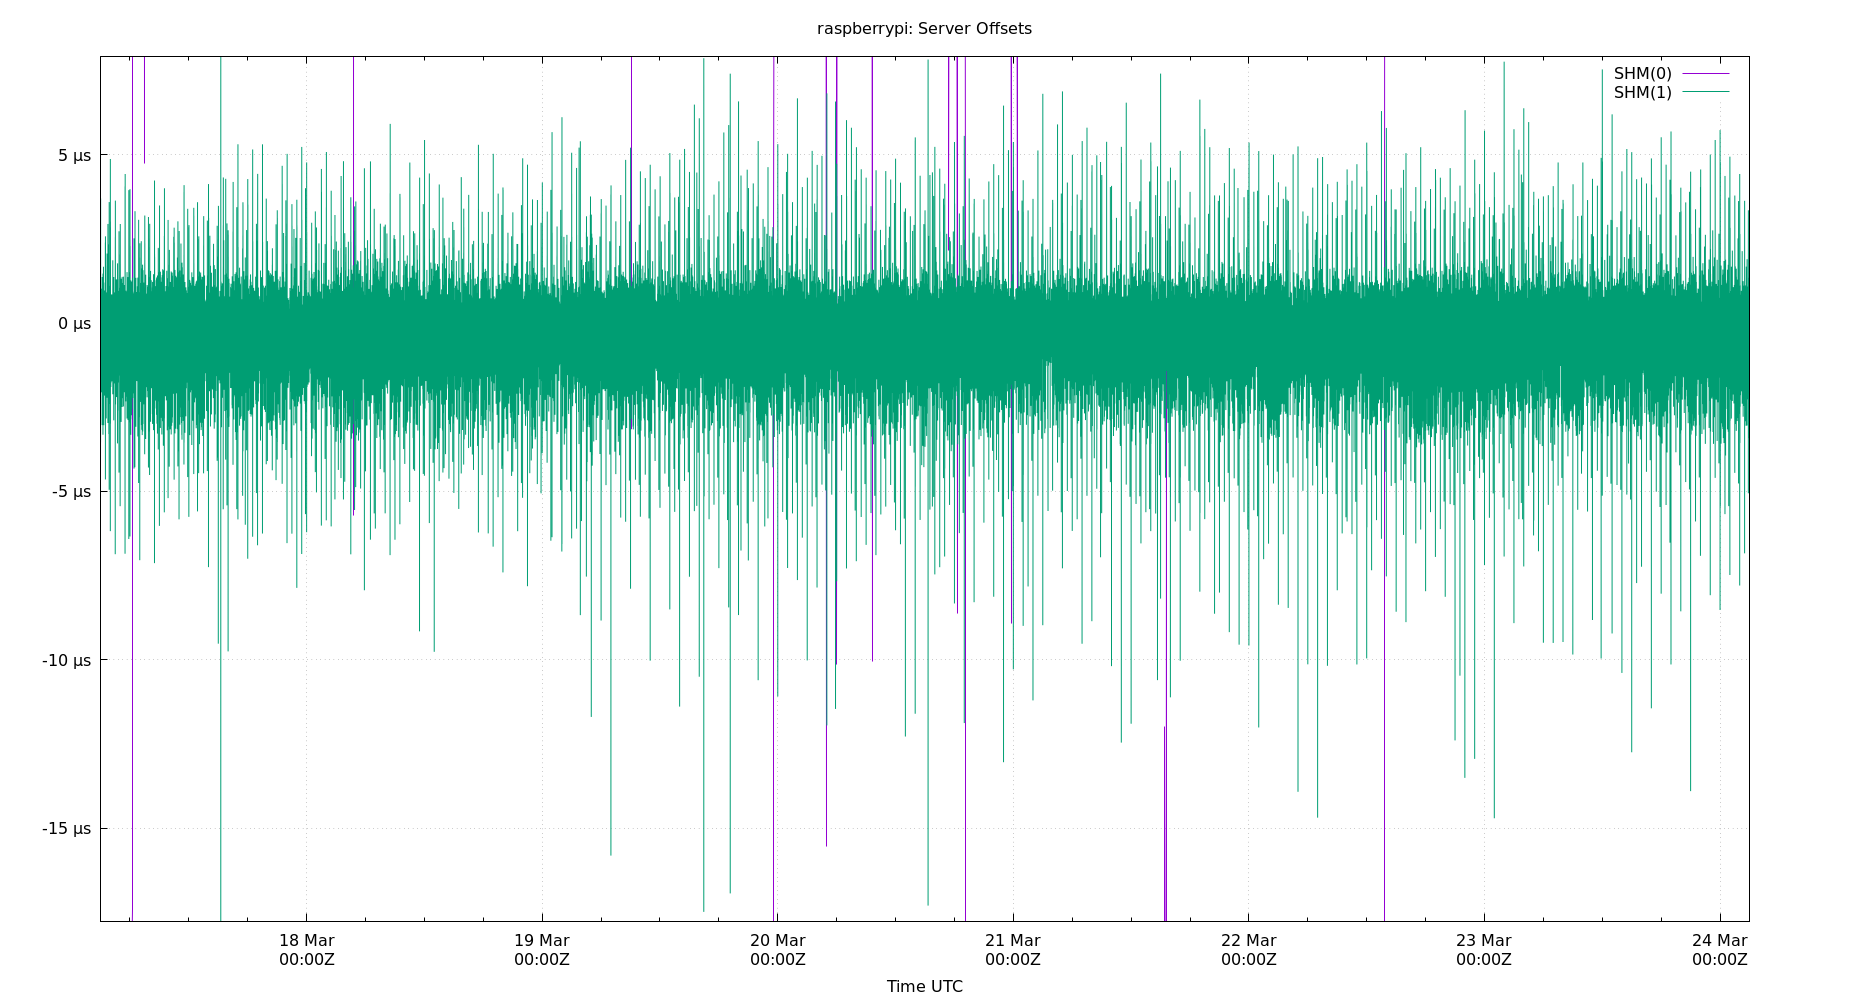 raspberrypi: Server Offsets
SHM(0)
SHM(1)
5 µs
0 µs
-5 µs
-10 µs
-15 µs
18 Mar
00:00Z
19 Mar
00:00Z
20 Mar
00:00Z
21 Mar
00:00Z
22 Mar
00:00Z
23 Mar
00:00Z
24 Mar
00:00Z
Time UTC